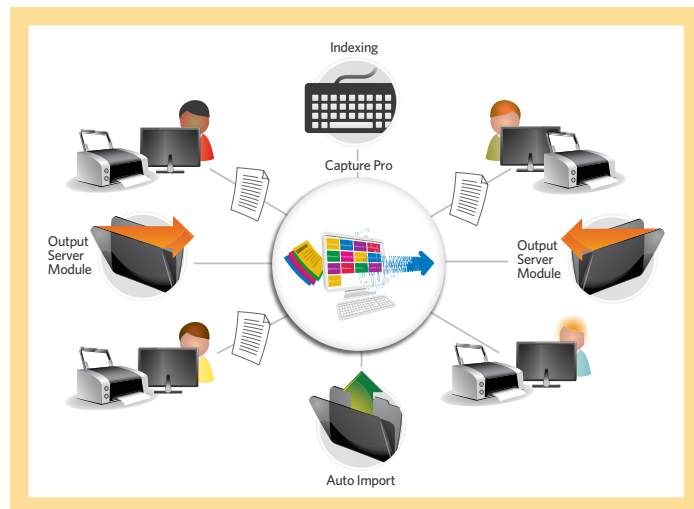 Indexing
Capture Pro
Output
Server
Module
Output
Server
Module
Auto Import